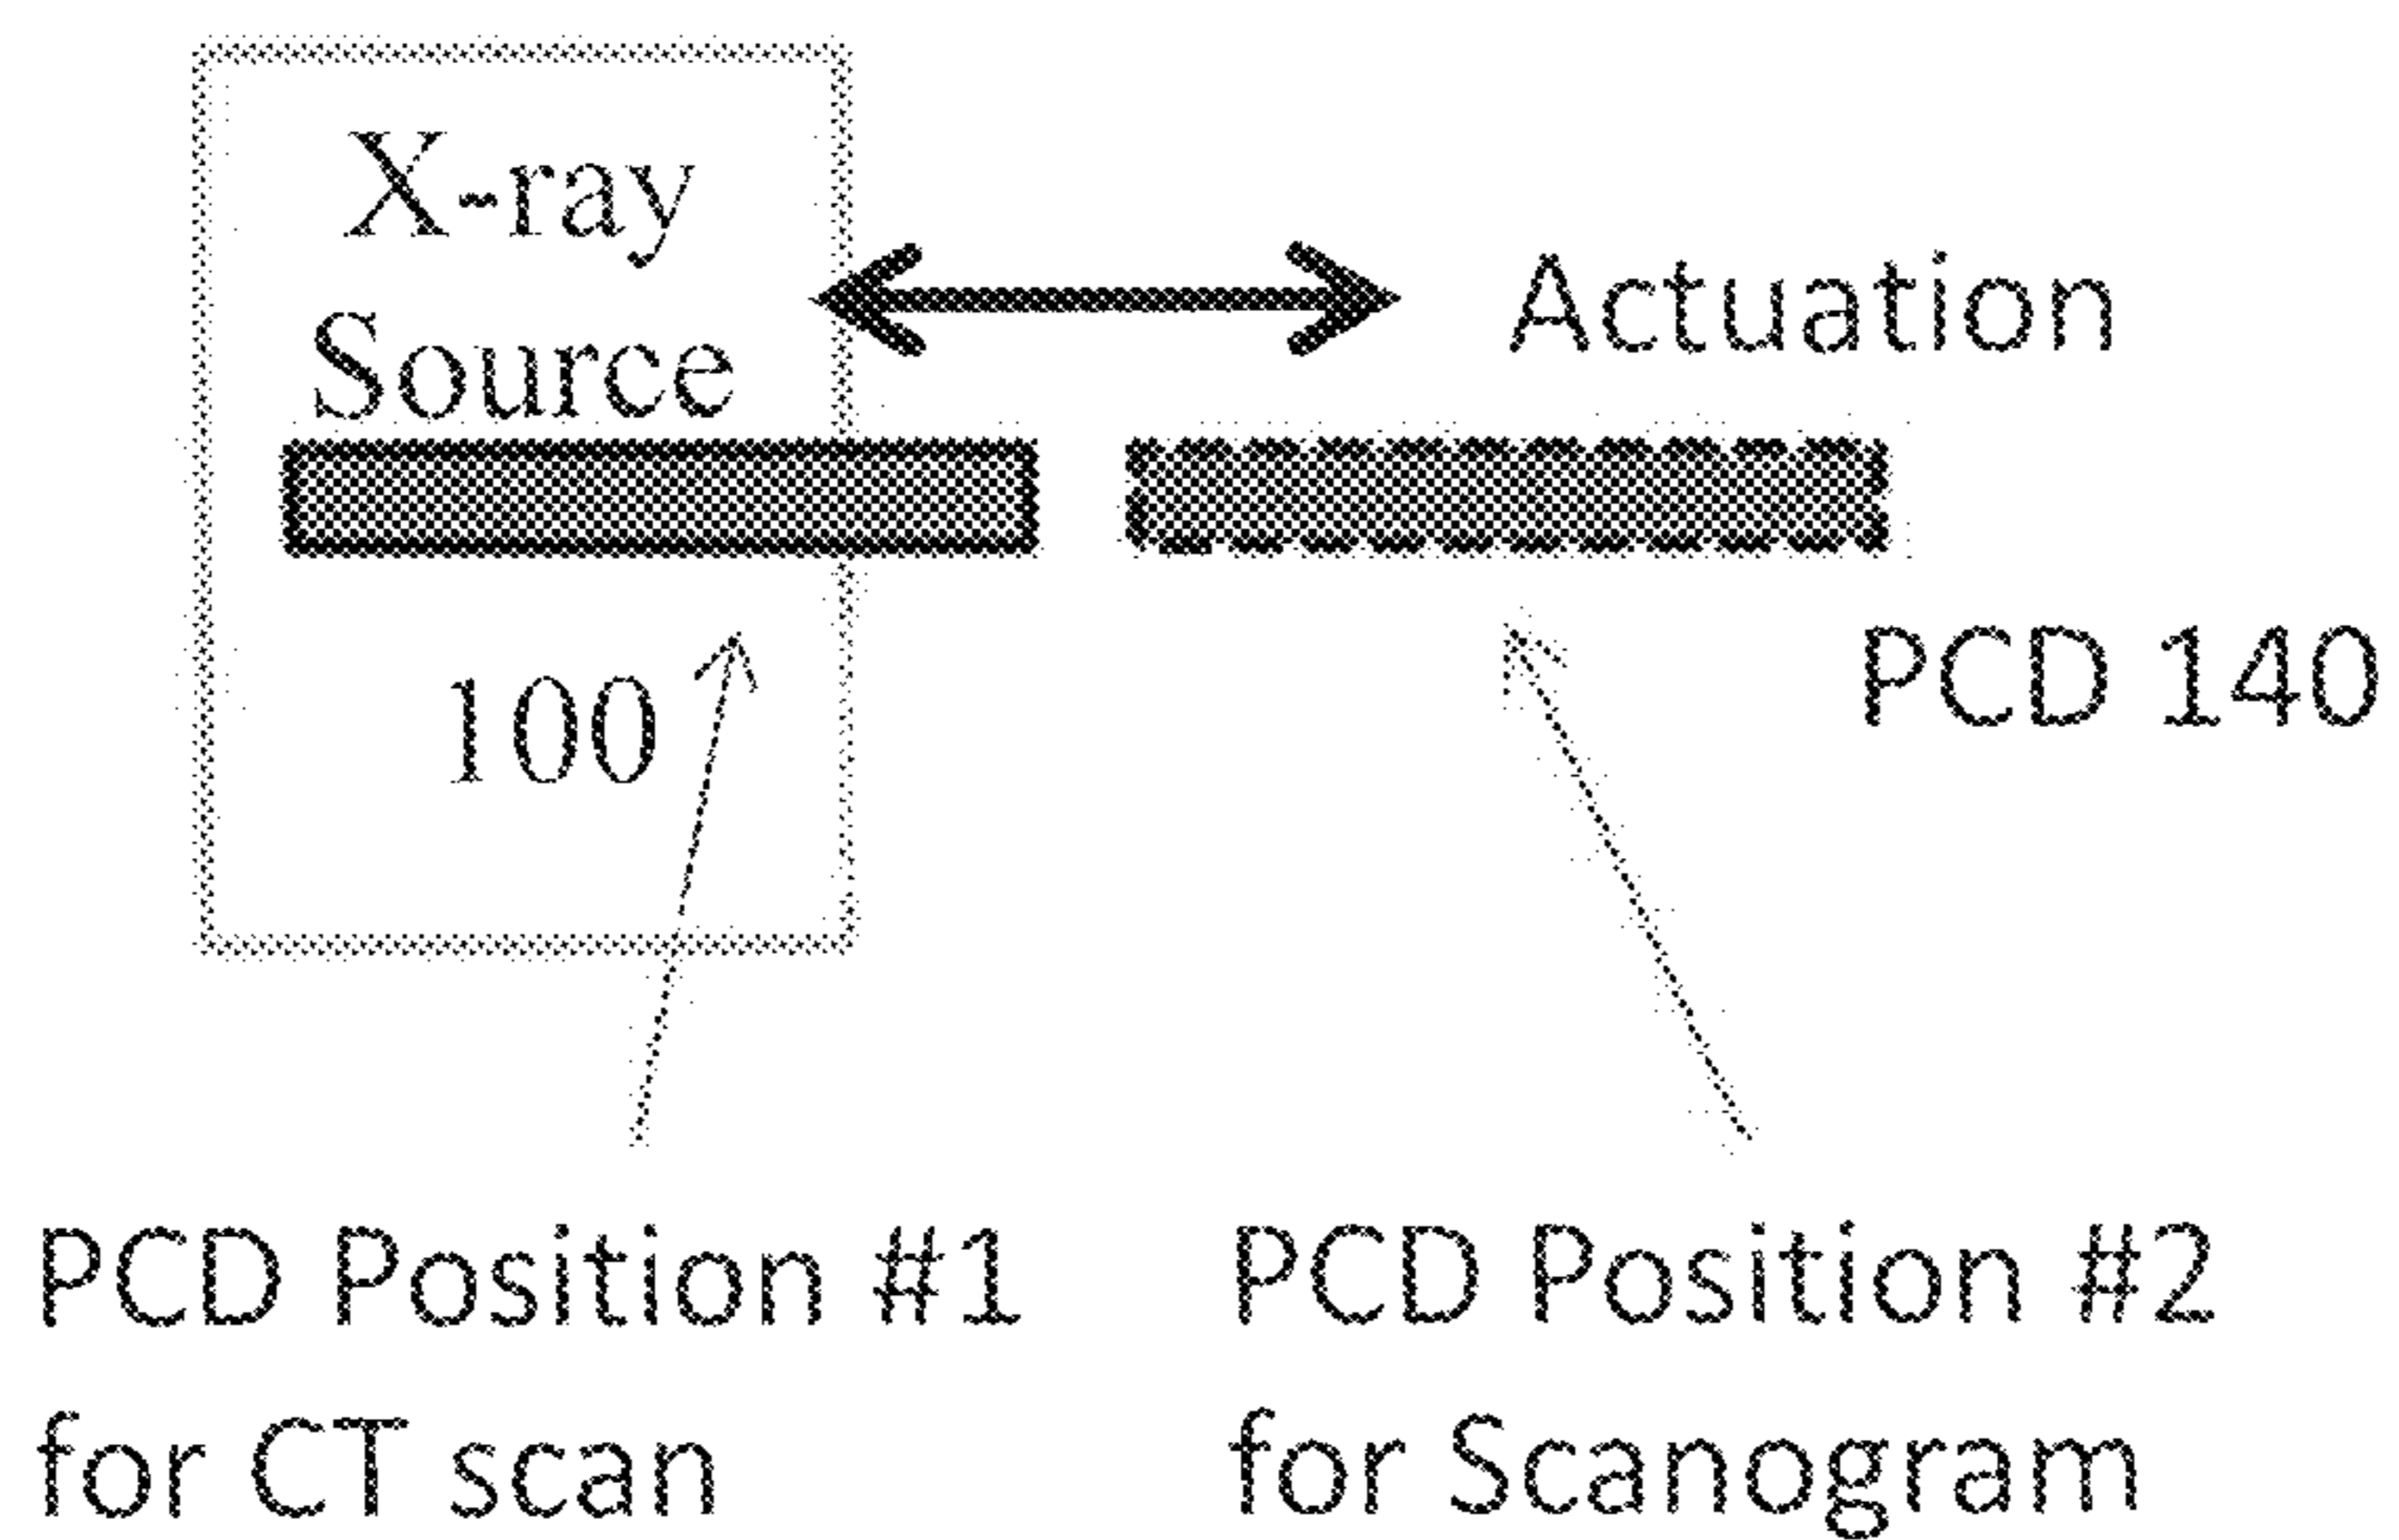 X-ray
Source
100
Actuation
PCD 140
PCD Position #1
for CT scan
PCD Position #2
for Scanogram